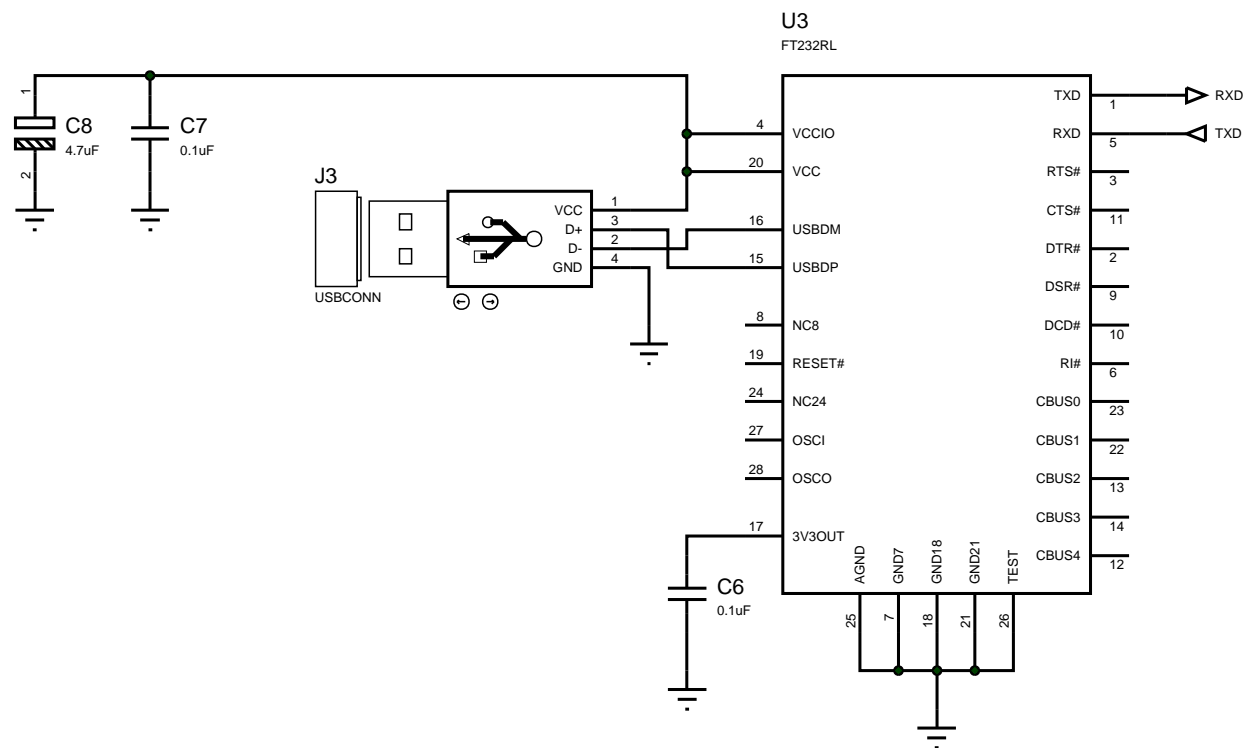 U3
FT232RL
TXD 1 RXD
1 C8 4.7uF 2
C7 0.1uF
4 VCCIO
RXD 5 TXD
20 VCC
RTS# 3
J3
USBCONN
VCC 1
D+ 3
D- 2
GND 4
16 USBDM
15 USBDP
CTS# 11
DTR# 2
DSR# 9
8 NC8
DCD# 10
19 RESET#
RI# 6
24 NC24
CBUS0 23
27 OSCI
CBUS1 22
28 OSCO
CBUS2 13
17 3V3OUT
CBUS3 14
CBUS4 12
C6
0.1uF
AGND GND7 GND18 GND21 TEST
25 7 18 21 26